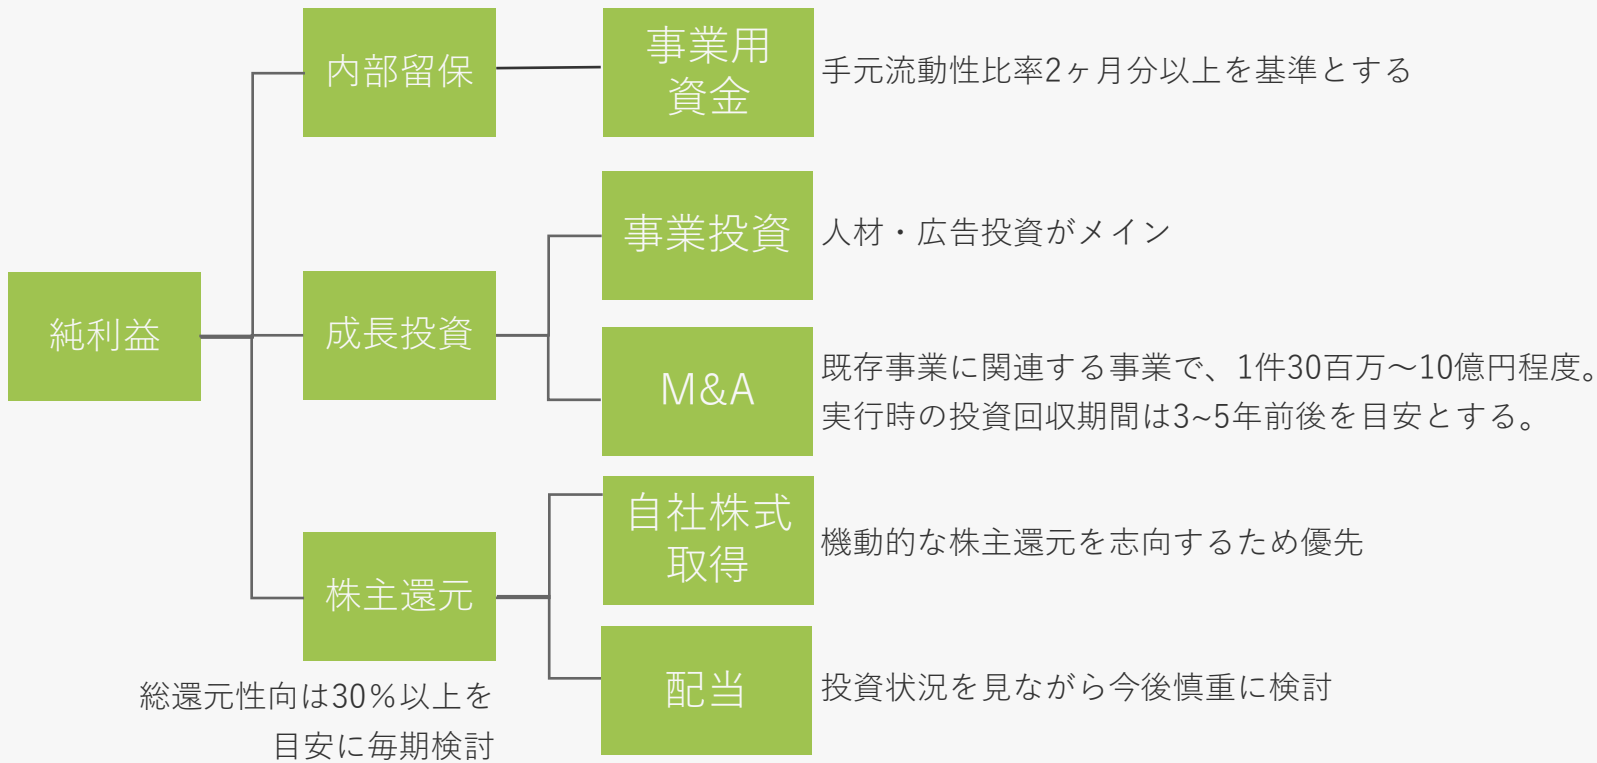 純利益
内部留保
事業用
資金
手元流動性比率2ヶ月分以上を基準とする
成長投資
事業投資
人材・広告投資がメイン
M&A
既存事業に関連する事業で、1件30百万〜10億円程度。
実行時の投資回収期間は3~5年前後を目安とする。
株主還元
総還元性向は30%以上を
目安に毎期検討
自社株式
取得
機動的な株主還元を志向するため優先
配当
投資状況を見ながら今後慎重に検討